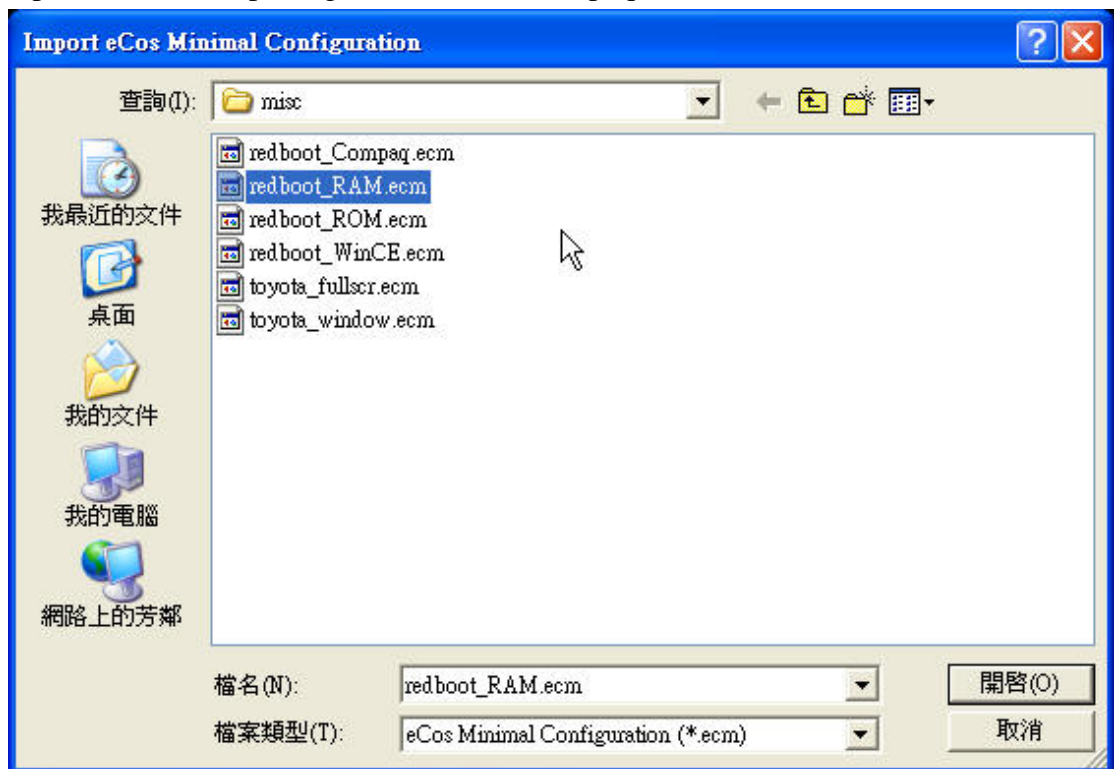 Import eCos Minimal Configuration
查詢(I):
misc
redboot_Compaq.ecm
redboot_RAM.ecm
redboot_ROM.ecm
redboot_WinCE.ecm
toyota_fullscr.ecm
toyota_window.ecm
我最近的文件
桌面
我的文件
我的電腦
網路上的芳鄰
檔名(N):
redboot_RAM.ecm
開啓(O)
檔案類型(T):
eCos Minimal Configuration (*.ecm)
取消